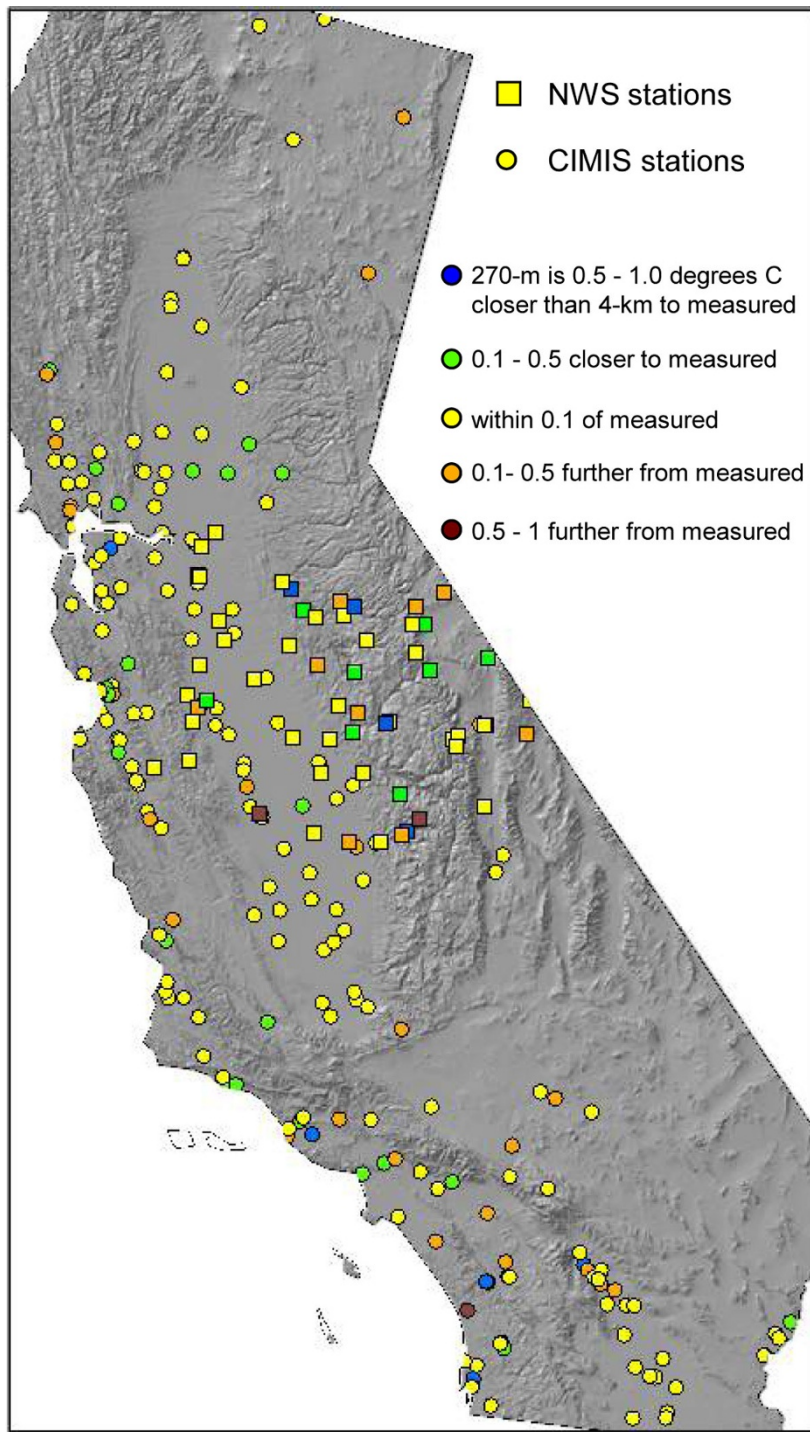 NWS stations
CIMIS stations
270-m is 0.5 - 1.0 degrees C
closer than 4-km to measured
0.1 - 0.5 closer to measured
within 0.1 of measured
0.1- 0.5 further from measured
0.5 - 1 further from measured